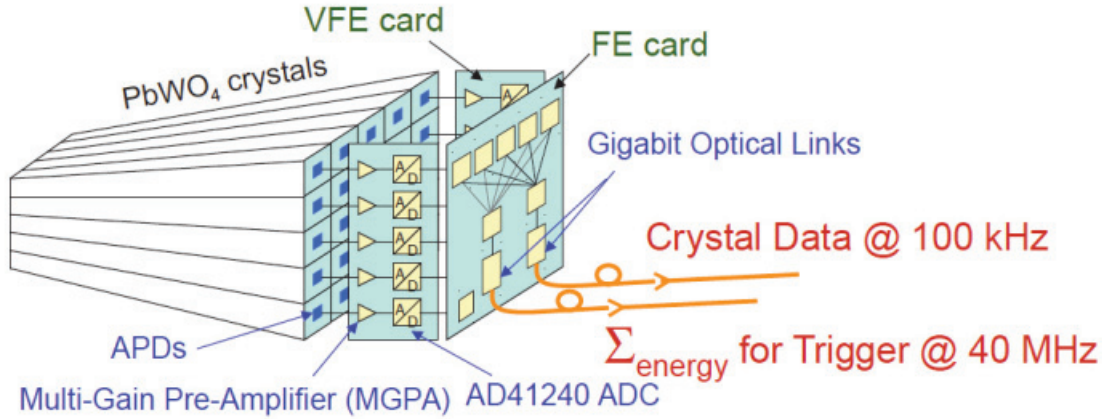 VFE card
FE card
PbWO₄ crystals
A
A
D
A
D
A
D
A
D
A
D
Gigabit Optical Links
Crystal Data @ 100 kHz
APDs
Σenergy for Trigger @ 40 MHz
Multi-Gain Pre-Amplifier (MGPA)
AD41240 ADC